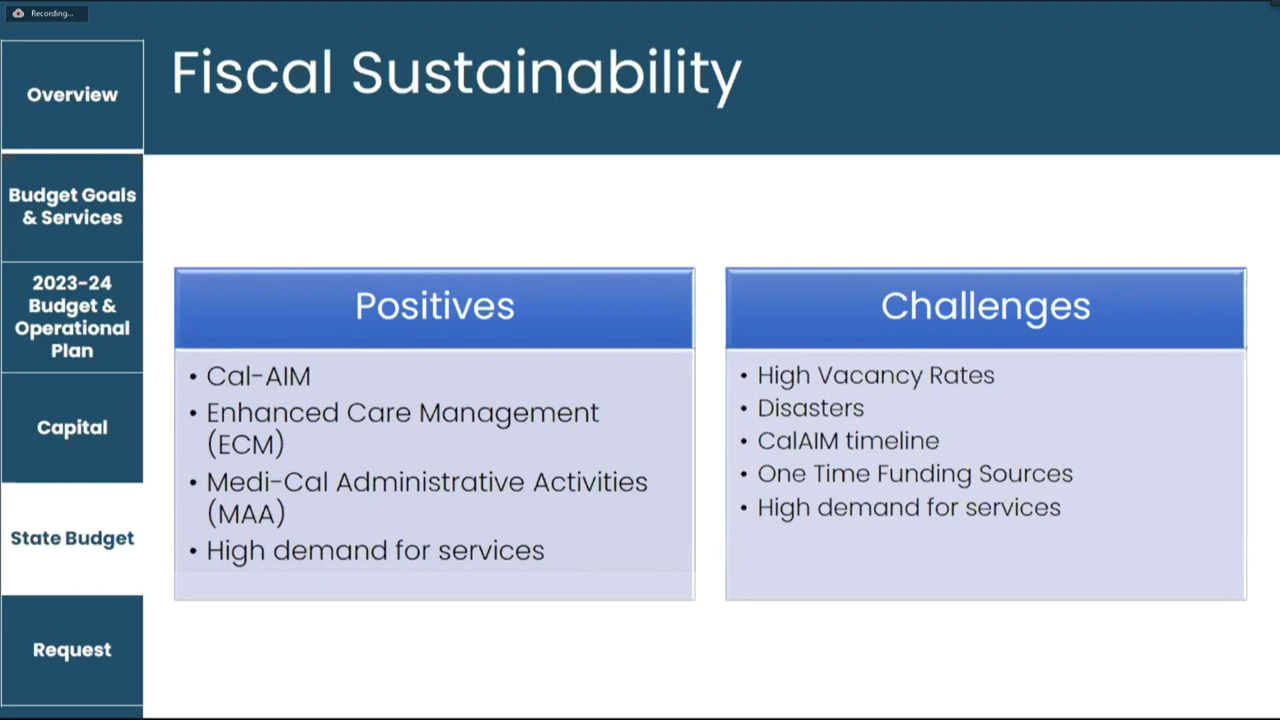 Recording...
Fiscal Sustainability
Overview
Budget Goals
& Services
2023-24
Budget &
Operational
Plan
Capital
State Budget
Request
Positives
• Cal-AIM
• Enhanced Care Management
(ECM)
• Medi-Cal Administrative Activities
(MAA)
• High demand for services
Challenges
• High Vacancy Rates
• Disasters
• CalAIM timeline
• One Time Funding Sources
• High demand for services